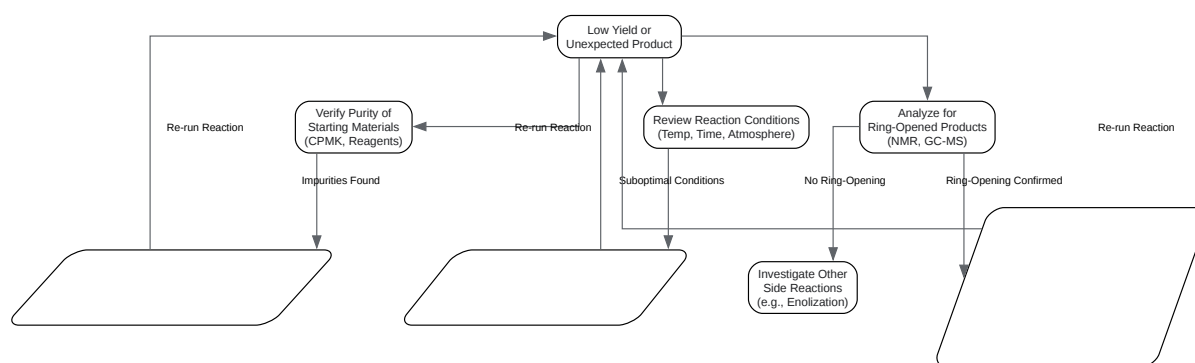 Low Yield or
Unexpected Product
Re-run Reaction
Verify Purity of
Starting Materials
(CPMK, Reagents)
Re-run Reaction
Review Reaction Conditions
(Temp, Time, Atmosphere)
Analyze for
Ring-Opened Products
(NMR, GC-MS)
Re-run Reaction
Impurities Found
Suboptimal Conditions
No Ring-Opening
Ring-Opening Confirmed
Investigate Other
Side Reactions
(e.g., Enolization)